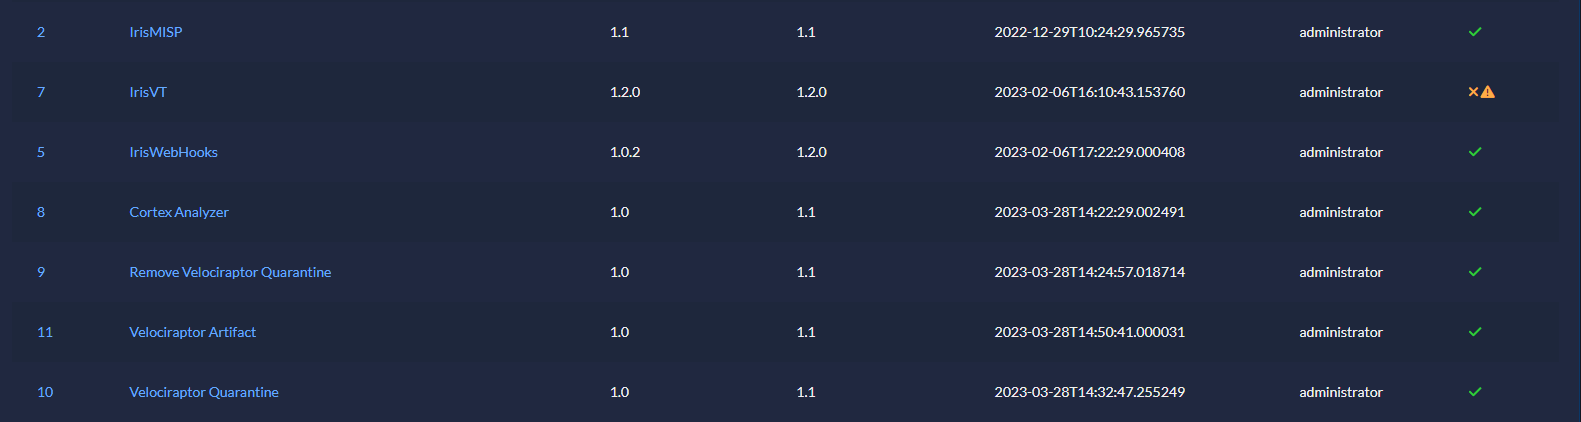 2 IrisMISP 1.1 1.1 2022-12-29T10:24:29.965735 administrator
7 IrisVT 1.2.0 1.2.0 2023-02-06T16:10:43.153760 administrator
5 IrisWebHooks 1.0.2 1.2.0 2023-02-06T17:22:29.000408 administrator
8 Cortex Analyzer 1.0 1.1 2023-03-28T14:22:29.002491 administrator
9 Remove Velociraptor Quarantine 1.0 1.1 2023-03-28T14:24:57.018714 administrator
11 Velociraptor Artifact 1.0 1.1 2023-03-28T14:50:41.000031 administrator
10 Velociraptor Quarantine 1.0 1.1 2023-03-28T14:32:47.255249 administrator